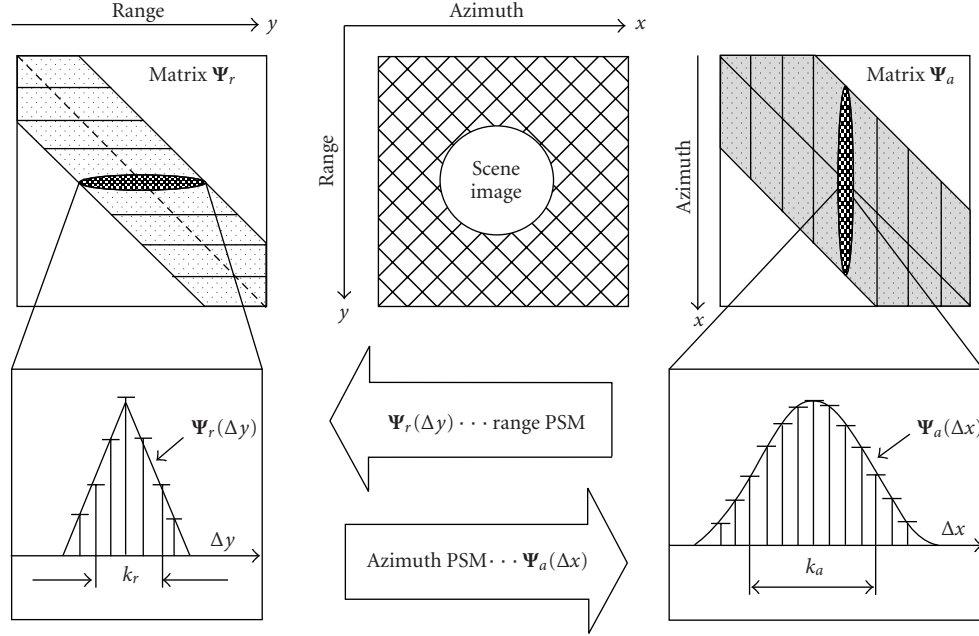 Range
y
Azimuth
x
Matrix Ψr
Range
y
Scene
image
Azimuth
x
Matrix Ψa
Ψr(Δy)
Δy
kr
Ψr(Δy) · · · range PSM
Azimuth PSM · · · Ψa(Δx)
Ψa(Δx)
Δx
ka